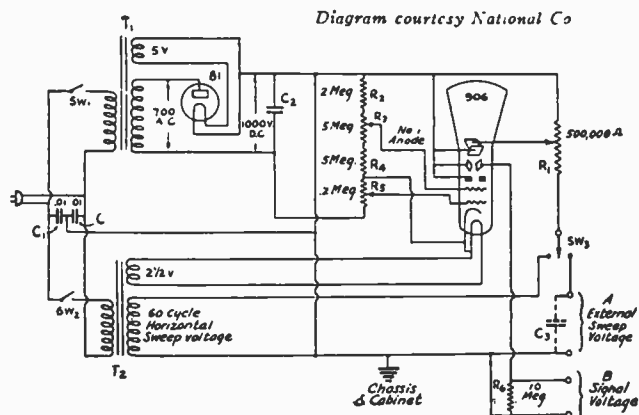 Diagram courtesy National Co
T1
5V
SW1
700 A C
81
1000V. D.C
C2
2 Meg
R2
.5 Meg
R3
No 1 Anode
.5 Meg.
R4
.2 Meg
R5
906
500,000 Ω
R1
SW3
.01
.01
C1
C
2 1/2 V
SW2
60 Cycle
Horizontal
Sweep voltage
T2
Chassis
& Cabinet
C3
A
External
Sweep
Voltage
R6
10 Meg
B
Signal
Voltage